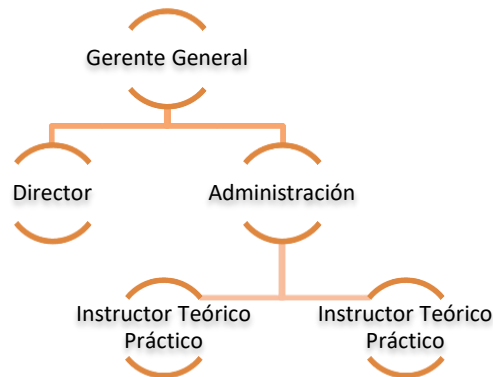 Gerente General
Director
Administración
Instructor Teórico
Práctico
Instructor Teórico
Práctico